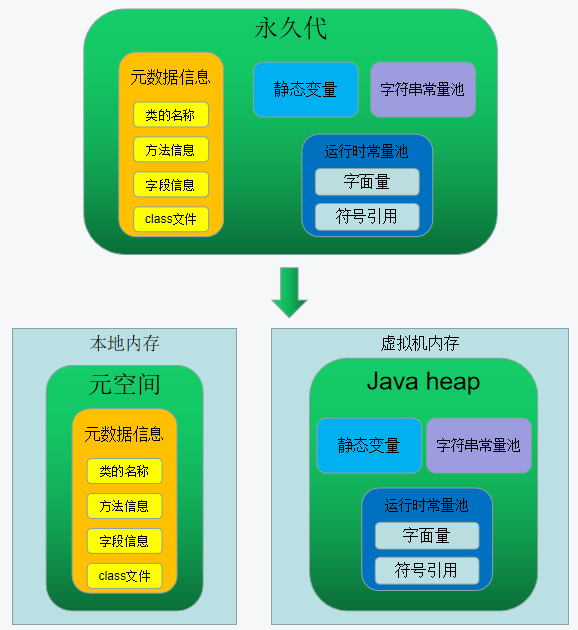 永久代
元数据信息
类的名称
方法信息
字段信息
class文件
静态变量
字符串常量池
运行时常量池
字面量
符号引用
本地内存
元空间
元数据信息
类的名称
方法信息
字段信息
class文件
虚拟机内存
Java heap
静态变量
字符串常量池
运行时常量池
字面量
符号引用